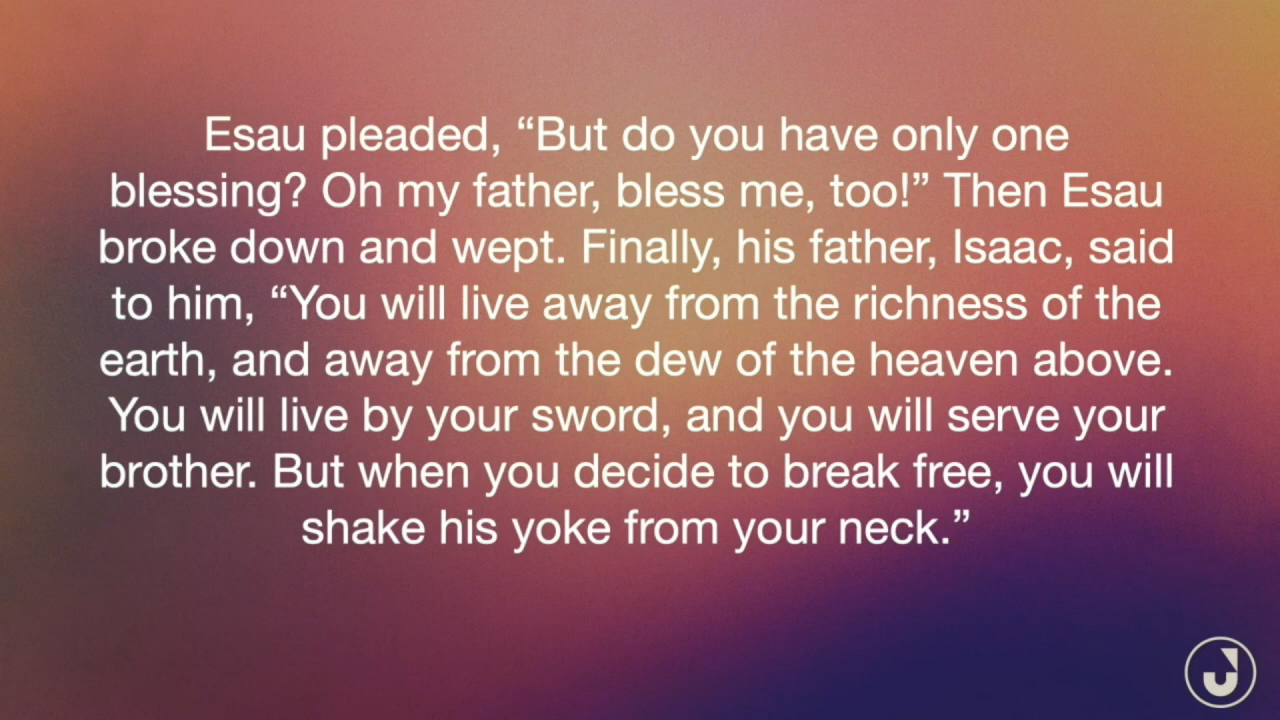 Esau pleaded, “But do you have only one
blessing? Oh my father, bless me, too!” Then Esau
broke down and wept. Finally, his father, Isaac, said
to him, “You will live away from the richness of the
earth, and away from the dew of the heaven above.
You will live by your sword, and you will serve your
brother. But when you decide to break free, you will
shake his yoke from your neck.”